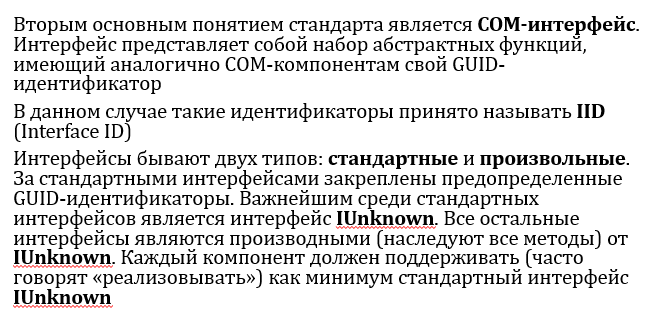 Вторым основным понятием стандарта является COM-интерфейс.
Интерфейс представляет собой набор абстрактных функций,
имеющий аналогично COM-компонентам свой GUID-
идентификатор
В данном случае такие идентификаторы принято называть IID
(Interface ID)
Интерфейсы бывают двух типов: стандартные и произвольные.
За стандартными интерфейсами закреплены предопределенные
GUID-идентификаторы. Важнейшим среди стандартных
интерфейсов является интерфейс IUnknown. Все остальные
интерфейсы являются производными (наследуют все методы) от
IUnknown. Каждый компонент должен поддерживать (часто
говорят «реализовывать») как минимум стандартный интерфейс
IUnknown